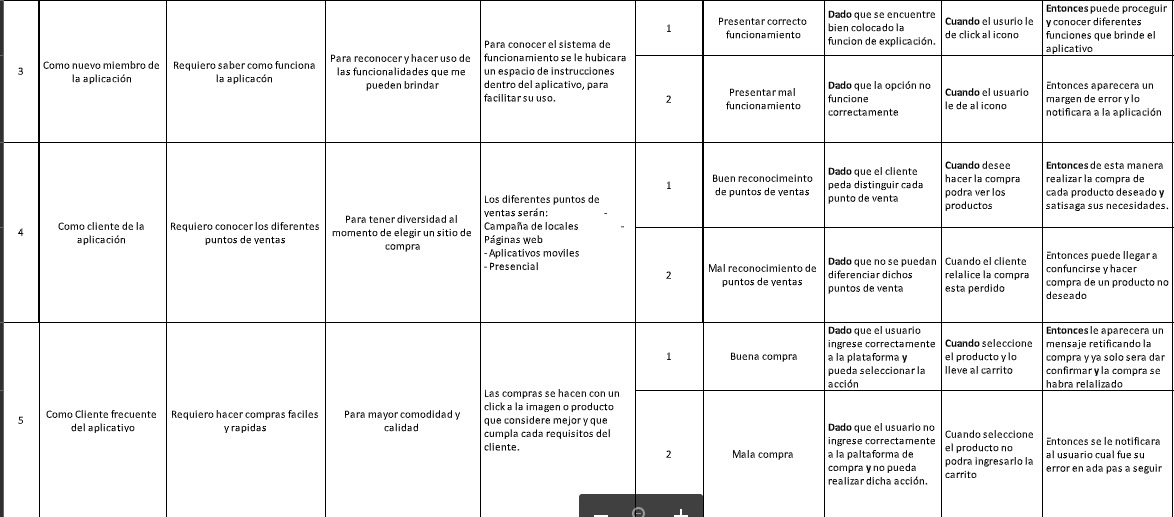 3
Como nuevo miembro de
la aplicación
Requiero saber como funciona
la aplicacón
Para reconocer y hacer uso de
las funcionalidades que me
pueden brindar
Para conocer el sistema de
funcionamiento se le hubicara
un espacio de instrucciones
dentro del aplicativo, para
facilitar su uso.
1
Presentar correcto
funcionamiento
Dado que se encuentre
bien colocado la
funcion de explicación.
Cuando el usurio le
de click al icono
Entonces puede proceguir
y conocer diferentes
funciones que brinde el
aplicativo
2
Presentar mal
funcionamiento
Dado que la opción no
funcione
correctamente
Cuando el usuario
le de al icono
Entonces aparecera un
margen de error y lo
notificara a la aplicación
4
Como cliente de la
aplicación
Requiero conocer los diferentes
puntos de ventas
Para tener diversidad al
momento de elegir un sitio de
compra
Los diferentes puntos de
ventas serán: -
Campaña de locales -
Páginas web
- Aplicativos moviles
- Presencial
1
Buen reconocimeinto
de puntos de ventas
Dado que el cliente
peda distinguir cada
punto de venta
Cuando desee
hacer la compra
podra ver los
productos
Entonces de esta manera
realizar la compra de
cada producto deseado y
satisaga sus necesidades.
2
Mal reconocimiento de
puntos de ventas
Dado que no se puedan
diferenciar dichos
puntos de venta
Cuando el cliente
relalice la compra
esta perdido
Entonces puede llegar a
confuncirse y hacer
compra de un producto no
deseado
5
Como Cliente frecuente
del aplicativo
Requiero hacer compras faciles
y rapidas
Para mayor comodidad y
calidad
Las compras se hacen con un
click a la imagen o producto
que considere mejor y que
cumpla cada requisitos del
cliente.
1
Buena compra
Dado que el usuario
ingrese correctamente
a la plataforma y
pueda seleccionar la
acción
Cuando seleccione
el producto y lo
lleve al carrito
Entonces le aparecera un
mensaje retificando la
compra y ya solo sera dar
confirmar y la compra se
habra relalizado
2
Mala compra
Dado que el usuario no
ingrese correctamente
a la paltaforma de
compra y no pueda
realizar dicha acción.
Cuando seleccione
el producto no
podra ingresarlo la
carrito
Entonces se le notificara
al usuario cual fue su
error en ada pas a seguir